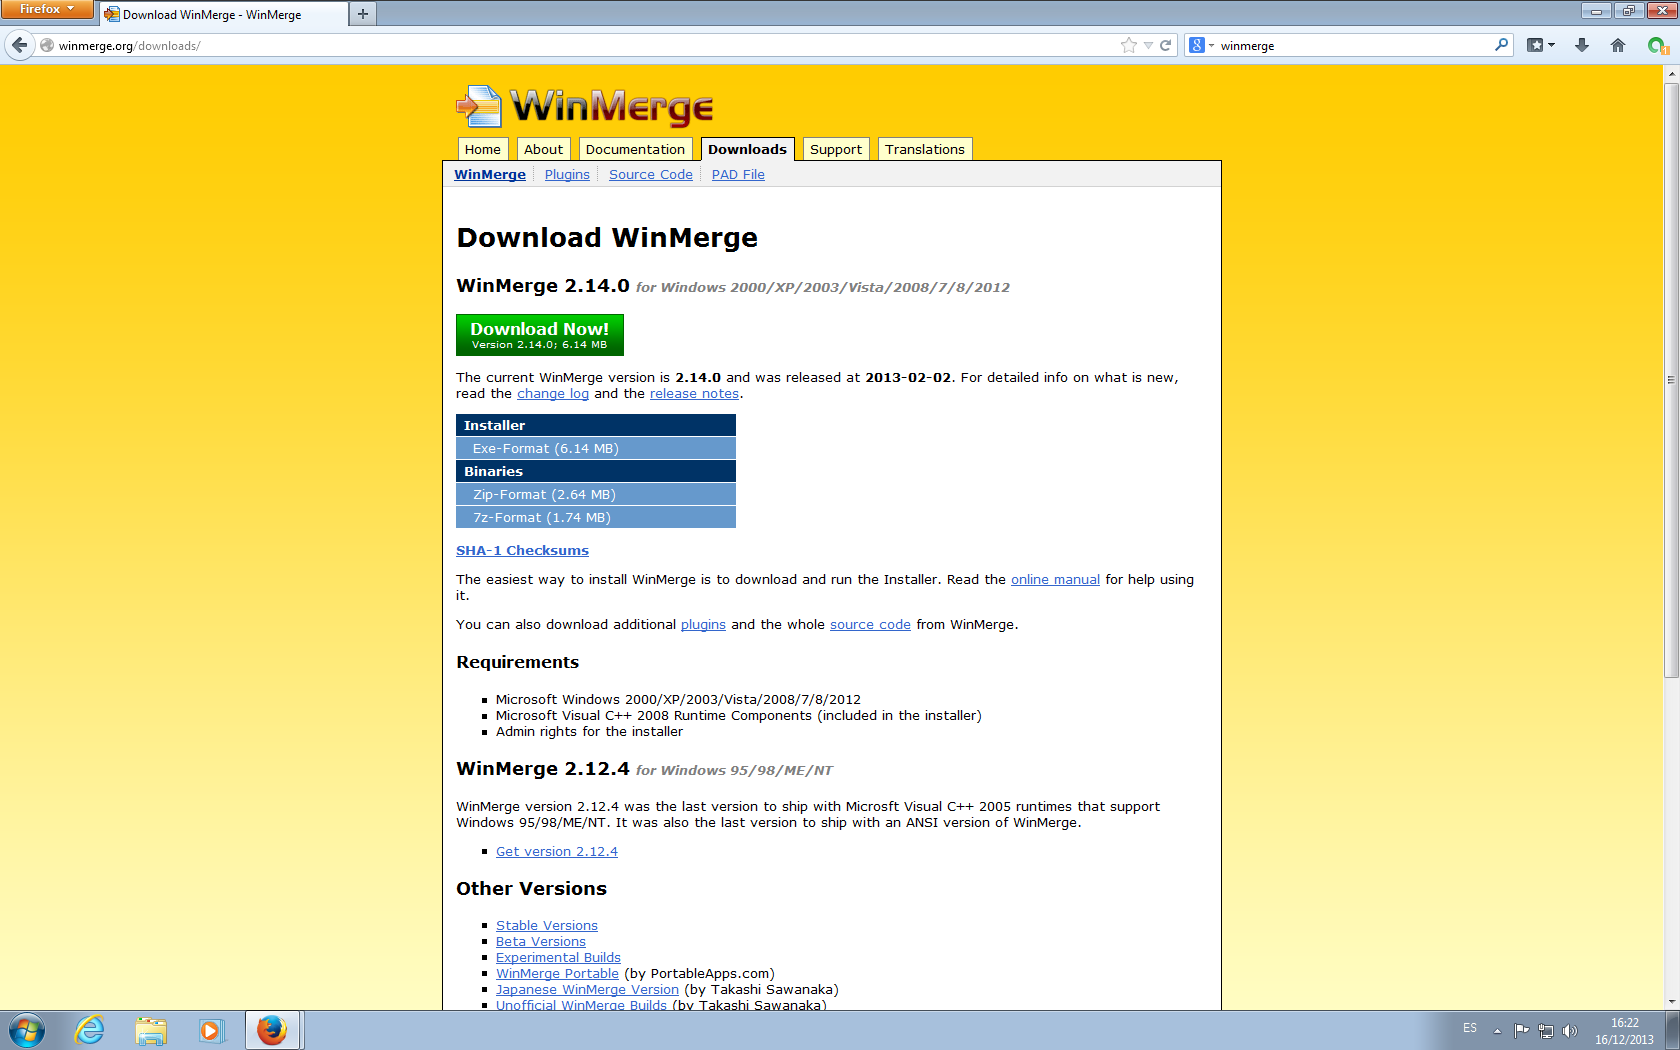 Firefox
Download WinMerge - WinMerge
winmerge.org/downloads/
winmerge
WinMerge
Home
About
Documentation
Downloads
Support
Translations
WinMerge
Plugins
Source Code
PAD File
Download WinMerge
WinMerge 2.14.0 for Windows 2000/XP/2003/Vista/2008/7/8/2012
Download Now!
Version 2.14.0; 6.14 MB
The current WinMerge version is 2.14.0 and was released at 2013-02-02. For detailed info on what is new,
read the change log and the release notes.
Installer
Exe-Format (6.14 MB)
Binaries
Zip-Format (2.64 MB)
7z-Format (1.74 MB)
SHA-1 Checksums
The easiest way to install WinMerge is to download and run the Installer. Read the online manual for help using
it.
You can also download additional plugins and the whole source code from WinMerge.
Requirements
Microsoft Windows 2000/XP/2003/Vista/2008/7/8/2012
Microsoft Visual C++ 2008 Runtime Components (included in the installer)
Admin rights for the installer
WinMerge 2.12.4 for Windows 95/98/ME/NT
WinMerge version 2.12.4 was the last version to ship with Microsft Visual C++ 2005 runtimes that support
Windows 95/98/ME/NT. It was also the last version to ship with an ANSI version of WinMerge.
Get version 2.12.4
Other Versions
Stable Versions
Beta Versions
Experimental Builds
WinMerge Portable (by PortableApps.com)
Japanese WinMerge Version (by Takashi Sawanaka)
Unofficial WinMerge Builds (by Takashi Sawanaka)
ES
16:22
16/12/2013